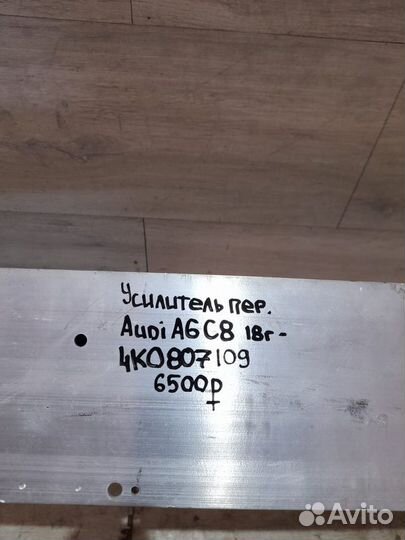 Усилитель пер.
Audi A6 C8 18г-
4K0807109
6500р
Avito